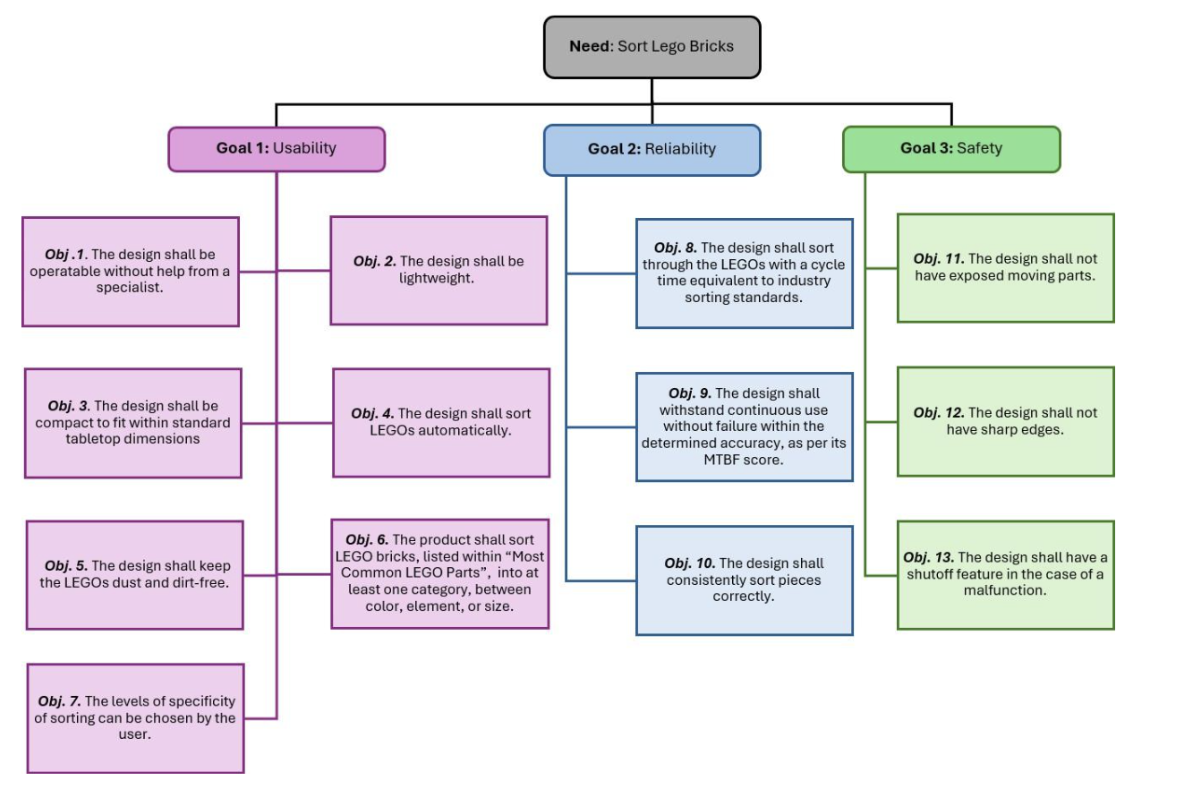 Need: Sort Lego Bricks
Goal 1: Usability
Goal 2: Reliability
Goal 3: Safety
Obj .1. The design shall be
operatable without help from a
specialist.
Obj. 2. The design shall be
lightweight.
Obj. 3. The design shall be
compact to fit within standard
tabletop dimensions
Obj. 4. The design shall sort
LEGOs automatically.
Obj. 5. The design shall keep
the LEGOs dust and dirt-free.
Obj. 6. The product shall sort
LEGO bricks, listed within “Most
Common LEGO Parts”, into at
least one category, between
color, element, or size.
Obj. 7. The levels of specificity
of sorting can be chosen by the
user.
Obj. 8. The design shall sort
through the LEGOs with a cycle
time equivalent to industry
sorting standards.
Obj. 9. The design shall
withstand continuous use
without failure within the
determined accuracy, as per its
MTBF score.
Obj. 10. The design shall
consistently sort pieces
correctly.
Obj. 11. The design shall not
have exposed moving parts.
Obj. 12. The design shall not
have sharp edges.
Obj. 13. The design shall have a
shutoff feature in the case of a
malfunction.